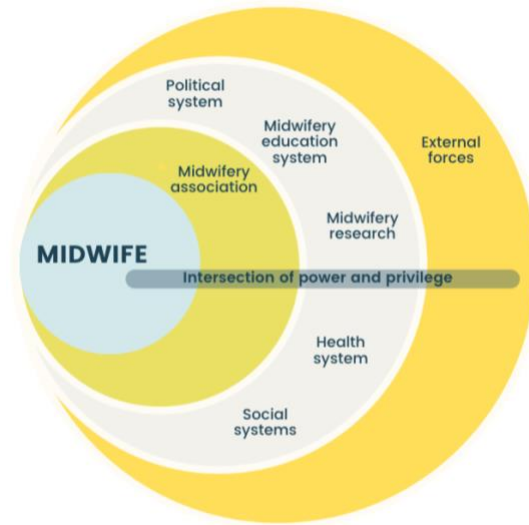 Political
system
Midwifery
education
system
External
forces
Midwifery
association
Midwifery
research
MIDWIFE
Intersection of power and privilege
Health
system
Social
systems